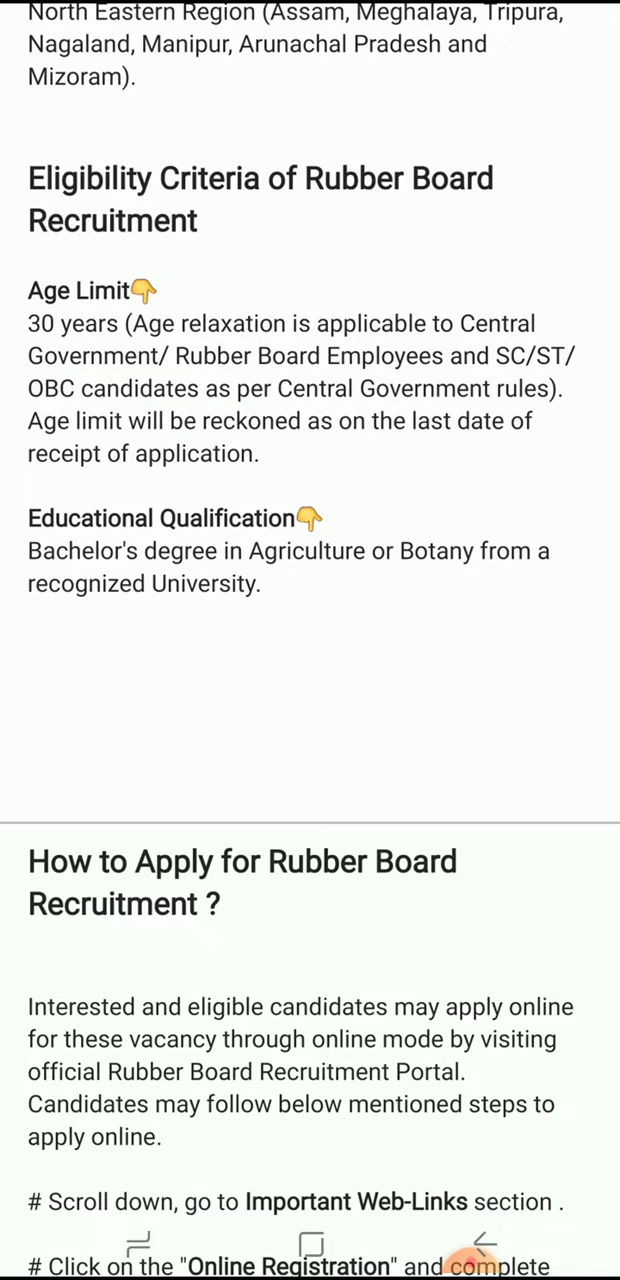 North Eastern Region (Assam, Meghalaya, Tripura,
Nagaland, Manipur, Arunachal Pradesh and
Mizoram).
Eligibility Criteria of Rubber Board
Recruitment
Age Limit👇
30 years (Age relaxation is applicable to Central
Government/ Rubber Board Employees and SC/ST/
OBC candidates as per Central Government rules).
Age limit will be reckoned as on the last date of
receipt of application.
Educational Qualification👇
Bachelor's degree in Agriculture or Botany from a
recognized University.
How to Apply for Rubber Board
Recruitment ?
Interested and eligible candidates may apply online
for these vacancy through online mode by visiting
official Rubber Board Recruitment Portal.
Candidates may follow below mentioned steps to
apply online.
# Scroll down, go to Important Web-Links section .
# Click on the "Online Registration" and complete